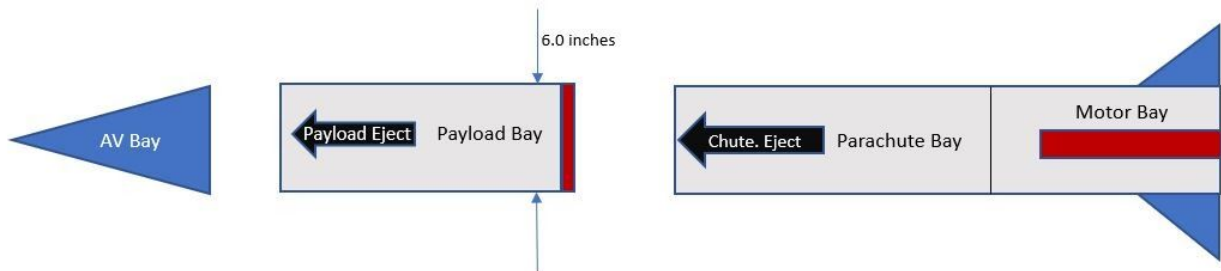 6.0 inches
AV Bay
Payload Eject
Payload Bay
Chute. Eject
Parachute Bay
Motor Bay